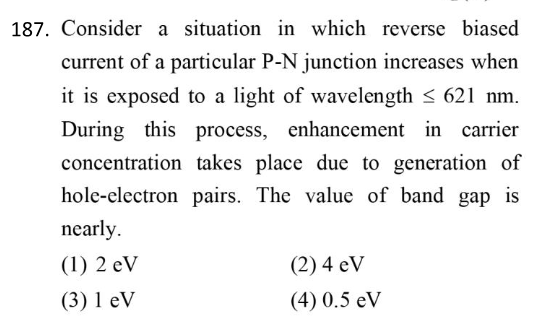 187. Consider a situation in which reverse biased
current of a particular P-N junction increases when
it is exposed to a light of wavelength ≤ 621 nm.
During this process, enhancement in carrier
concentration takes place due to generation of
hole-electron pairs. The value of band gap is
nearly.
(1) 2 eV (2) 4 eV
(3) 1 eV (4) 0.5 eV